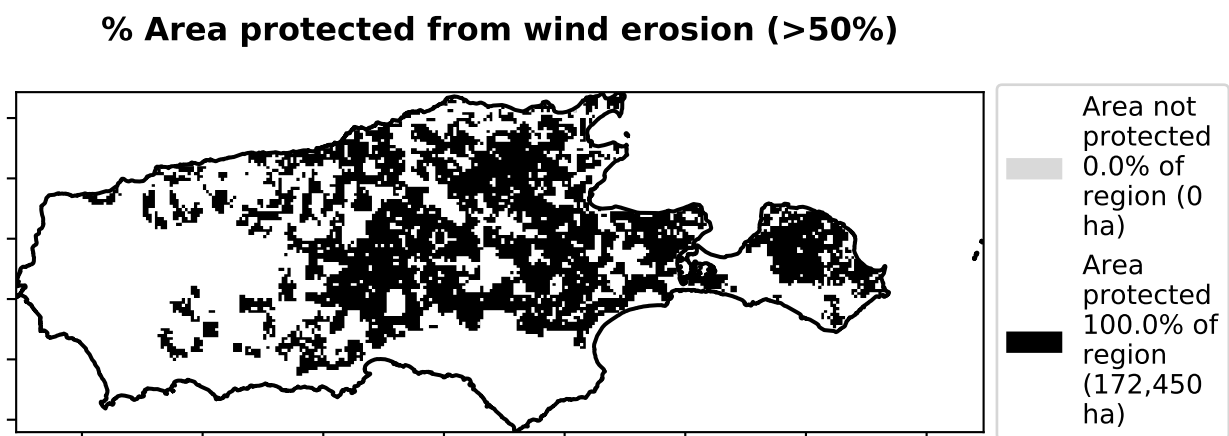 % Area protected from wind erosion (>50%)
Area not
protected
0.0% of
region (0
ha)
Area
protected
100.0% of
region
(172,450
ha)